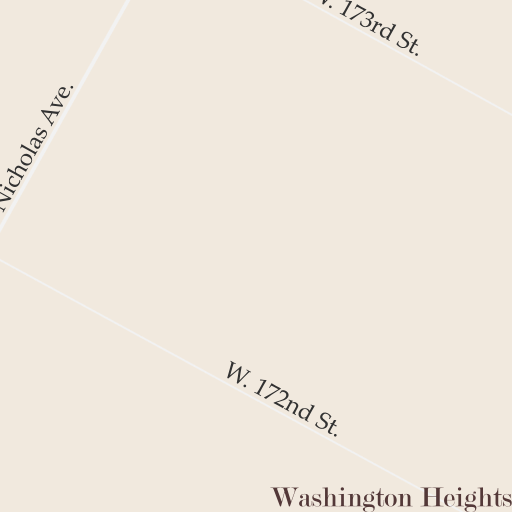 W. 173rd St.
Nicholas Ave.
W. 172nd St.
Washington Heights